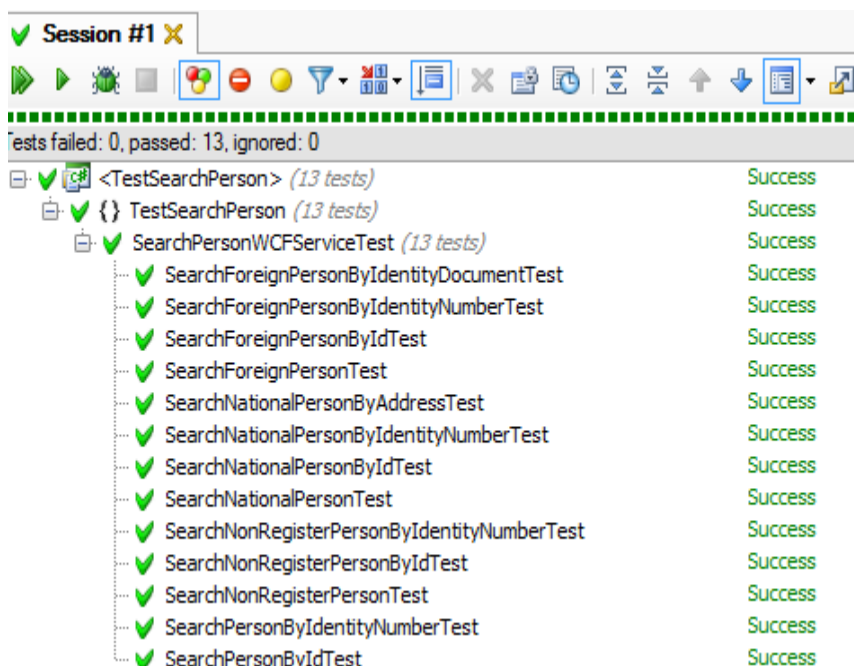 Session #1
Tests failed: 0, passed: 13, ignored: 0
<TestSearchPerson> (13 tests) Success
{} TestSearchPerson (13 tests) Success
SearchPersonWCFServiceTest (13 tests) Success
SearchForeignPersonByIdentityDocumentTest Success
SearchForeignPersonByIdentityNumberTest Success
SearchForeignPersonByIdTest Success
SearchForeignPersonTest Success
SearchNationalPersonByAddressTest Success
SearchNationalPersonByIdentityNumberTest Success
SearchNationalPersonByIdTest Success
SearchNationalPersonTest Success
SearchNonRegisterPersonByIdentityNumberTest Success
SearchNonRegisterPersonByIdTest Success
SearchNonRegisterPersonTest Success
SearchPersonByIdentityNumberTest Success
SearchPersonByIdTest Success